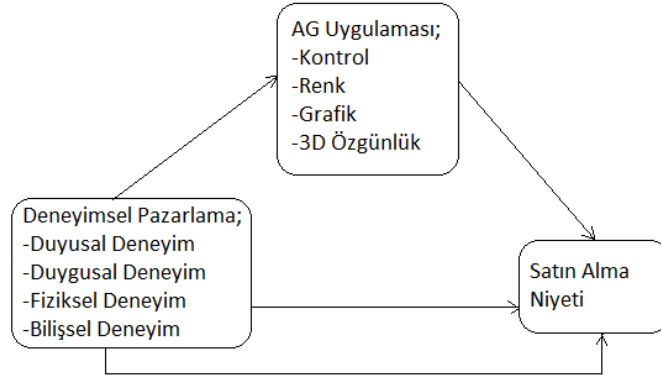 AG Uygulaması;
-Kontrol
-Renk
-Grafik
-3D Özgünlük
Deneyimsel Pazarlama;
-Duyusal Deneyim
-Duygusal Deneyim
-Fiziksel Deneyim
-Bilişsel Deneyim
Satın Alma
Niyeti